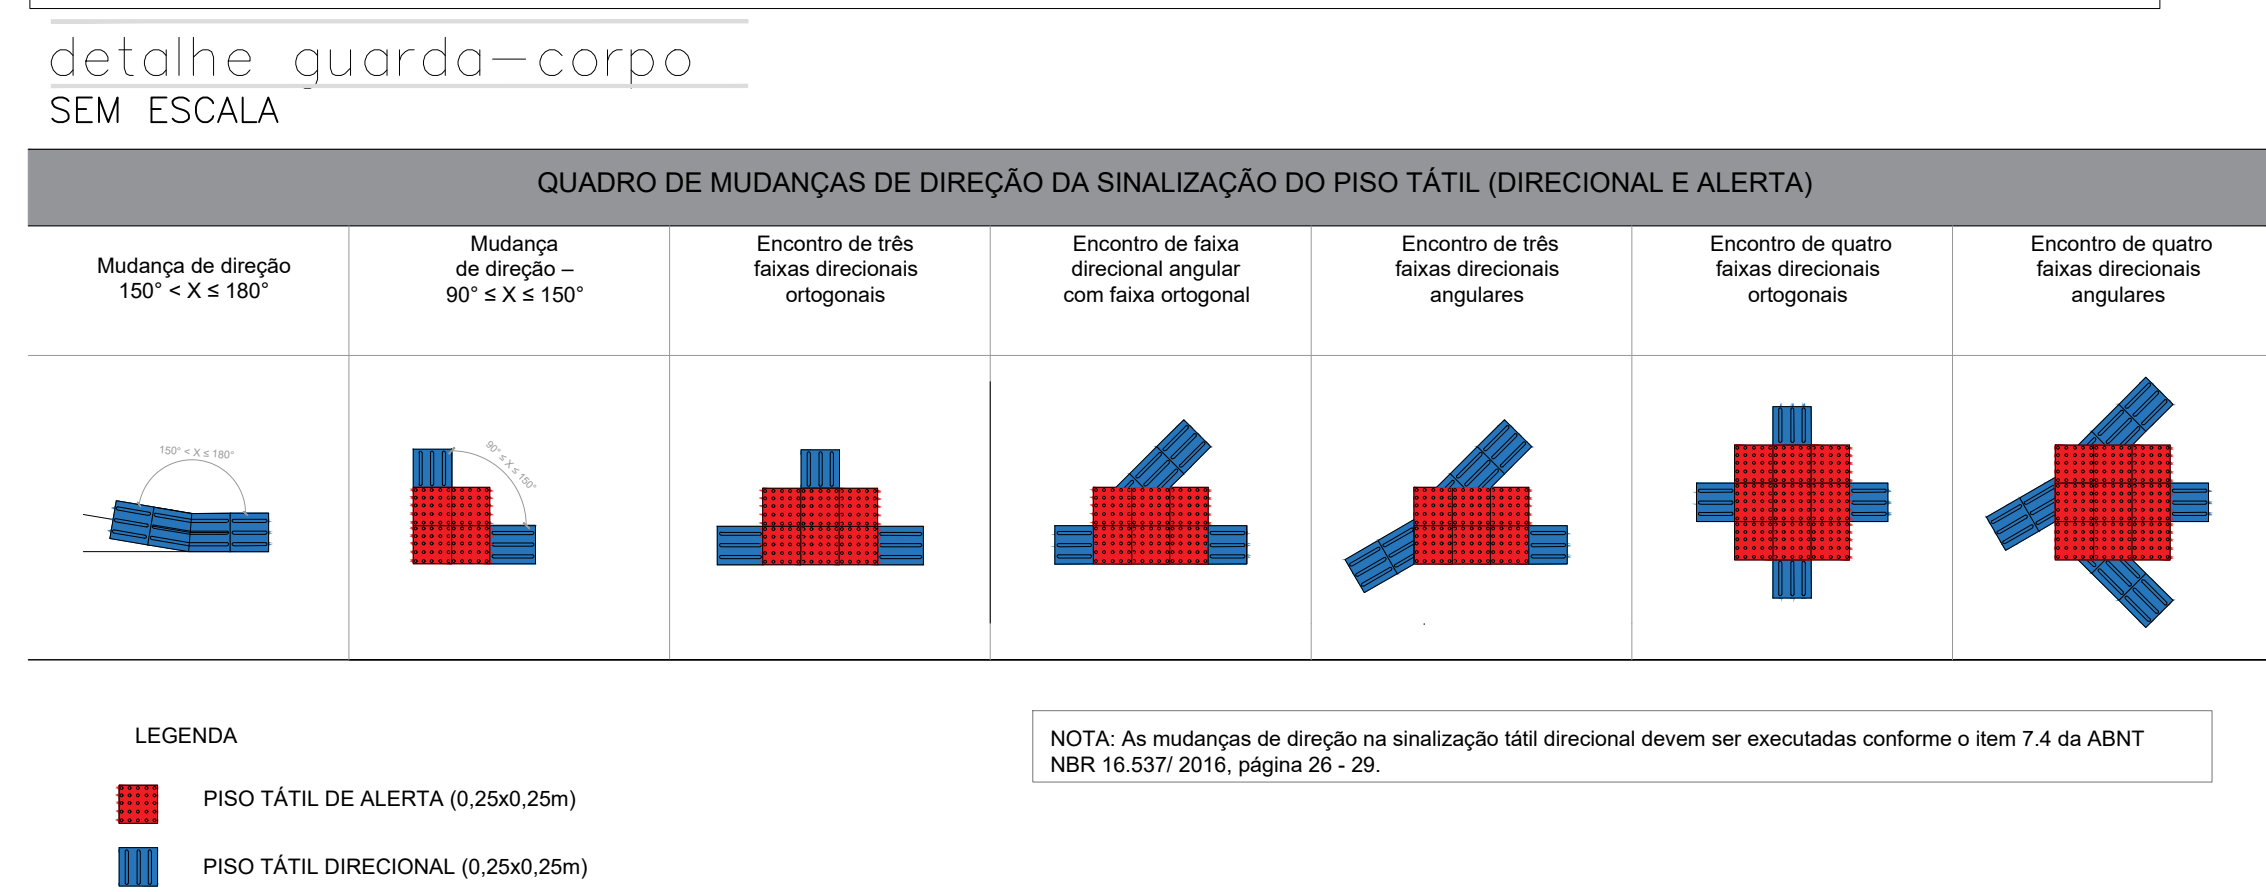 detalhe guarda-corpo
SEM ESCALA
QUADRO DE MUDANÇAS DE DIREÇÃO DA SINALIZAÇÃO DO PISO TÁTIL (DIRECIONAL E ALERTA)
Mudança de direção
150° < X ≤ 180°
Mudança
de direção –
90° ≤ X ≤ 150°
Encontro de três
faixas direcionais
ortogonais
Encontro de faixa
direcional angular
com faixa ortogonal
Encontro de três
faixas direcionais
angulares
Encontro de quatro
faixas direcionais
ortogonais
Encontro de quatro
faixas direcionais
angulares
150° < X ≤ 180°
90° ≤ X ≤ 150°
LEGENDA
PISO TÁTIL DE ALERTA (0,25x0,25m)
PISO TÁTIL DIRECIONAL (0,25x0,25m)
NOTA: As mudanças de direção na sinalização tátil direcional devem ser executadas conforme o item 7.4 da ABNT
NBR 16.537/ 2016, página 26 - 29.